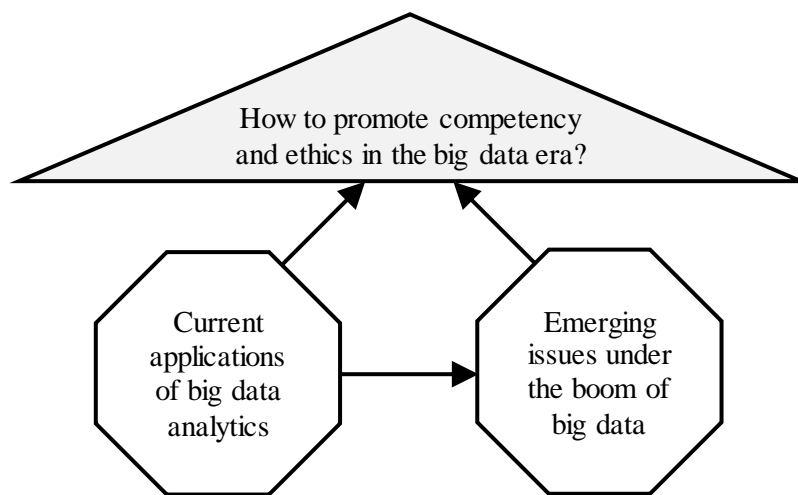 How to promote competency
and ethics in the big data era?
Current
applications
of big data
analytics
Emerging
issues under
the boom of
big data